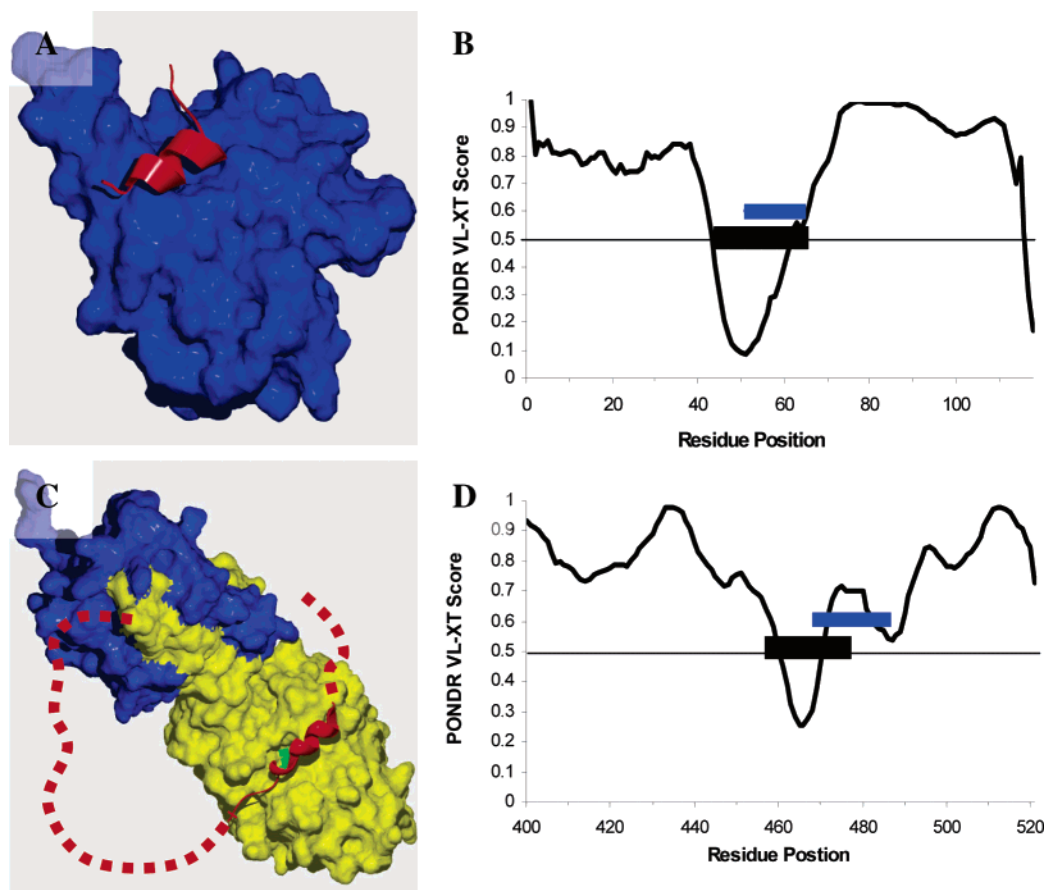 A
B
PONDR VL-XT Score
1
0.9
0.8
0.7
0.6
0.5
0.4
0.3
0.2
0.1
0
0 20 40 60 80 100
Residue Position
C
D
PONDR VL-XT Score
1
0.9
0.8
0.7
0.6
0.5
0.4
0.3
0.2
0.1
0
400 420 440 460 480 500 520
Residue Postion